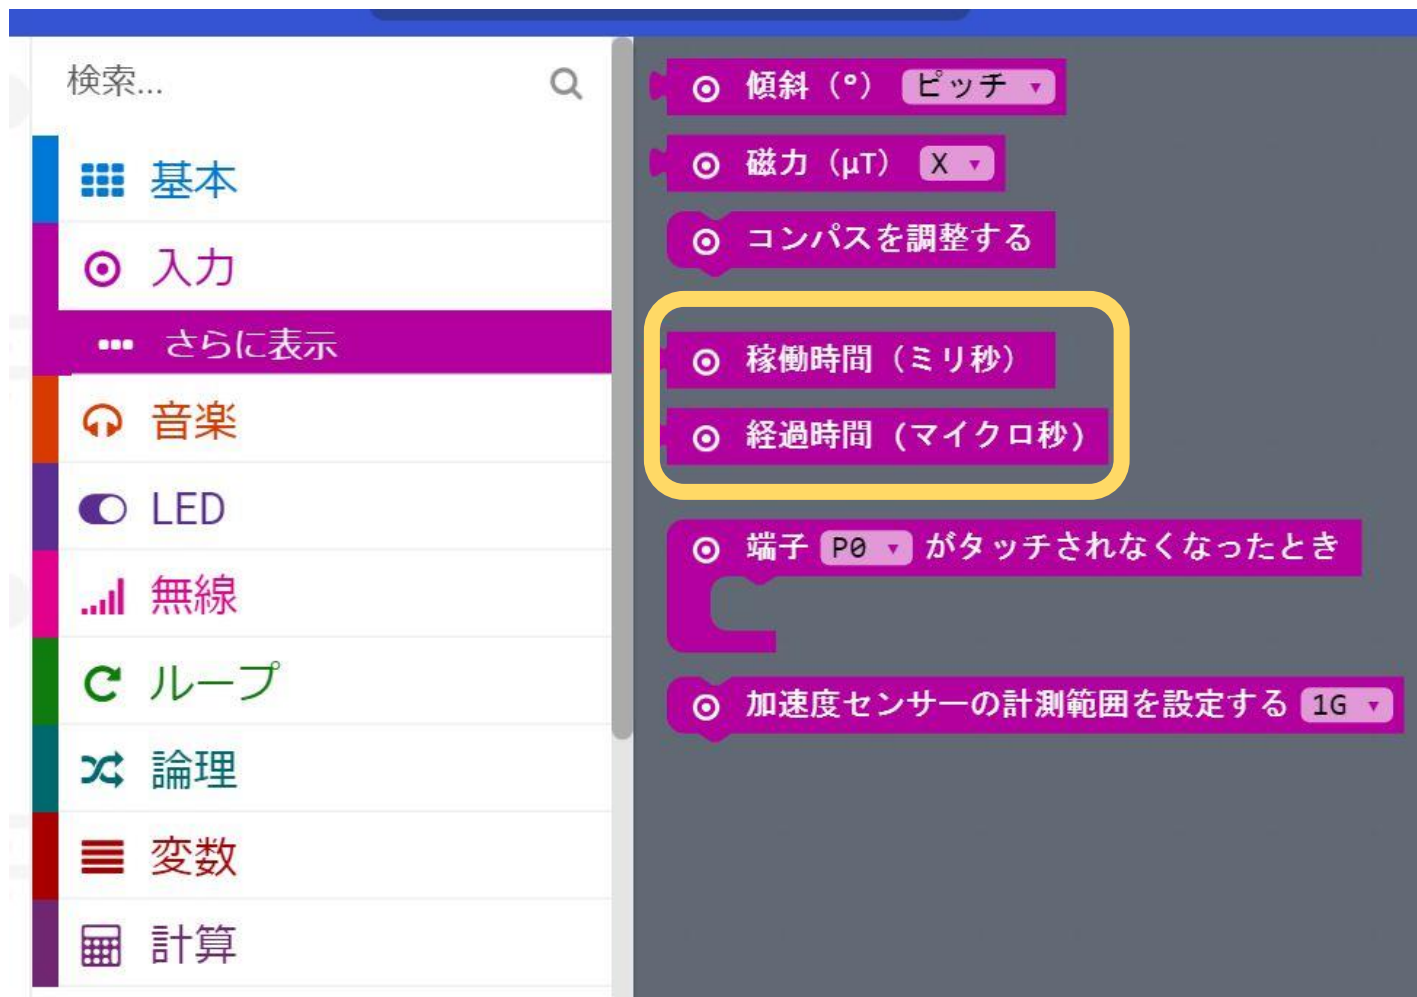 検索...
基本
入力
さらに表示
音楽
LED
無線
ループ
論理
変数
計算
傾斜（°） ピッチ
磁力（µT） X
コンパスを調整する
稼働時間（ミリ秒）
経過時間（マイクロ秒）
端子 P0 がタッチされなくなったとき
加速度センサーの計測範囲を設定する 1G